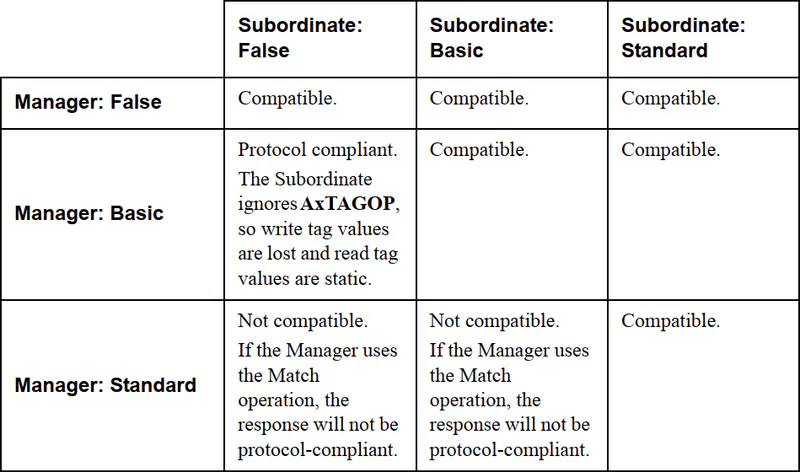 Subordinate:
False
Subordinate:
Basic
Subordinate:
Standard
Manager: False
Compatible.
Compatible.
Compatible.
Manager: Basic
Protocol compliant.
The Subordinate
ignores AxTAGOP,
so write tag values
are lost and read tag
values are static.
Compatible.
Compatible.
Manager: Standard
Not compatible.
If the Manager uses
the Match
operation, the
response will not be
protocol-compliant.
Not compatible.
If the Manager uses
the Match
operation, the
response will not be
protocol-compliant.
Compatible.